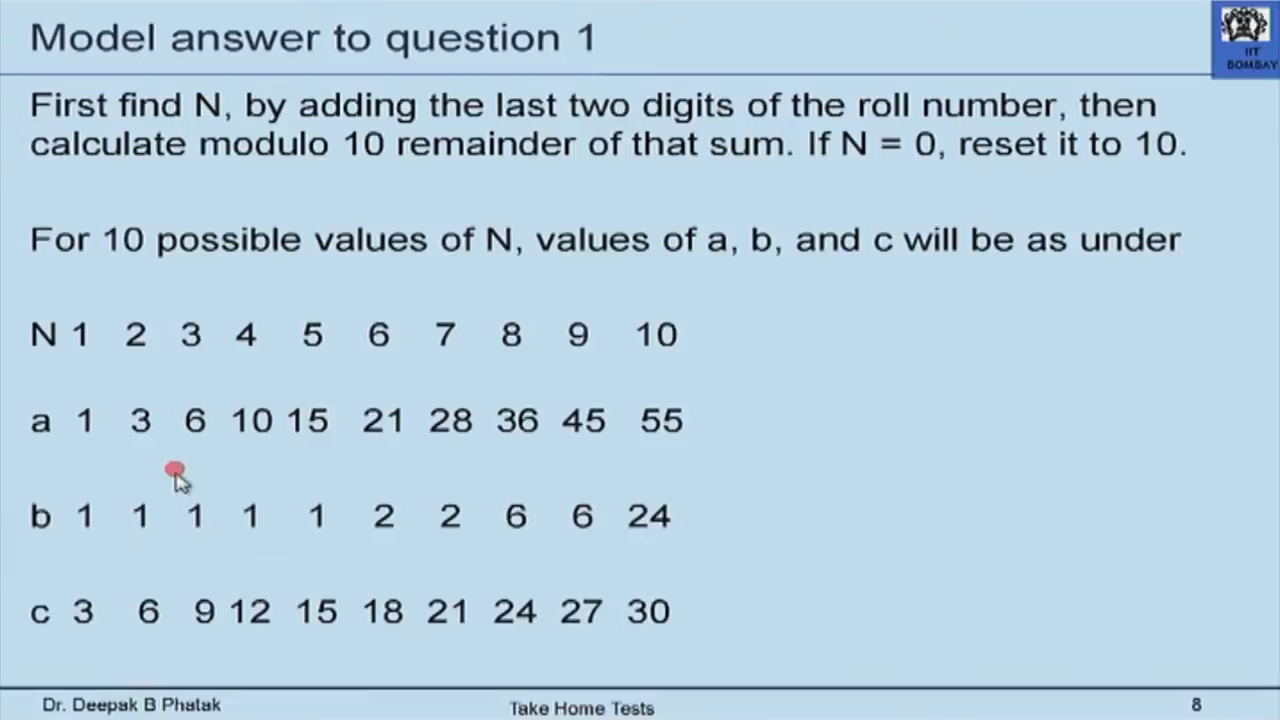 Model answer to question 1
IIT
BOMBAY
First find N, by adding the last two digits of the roll number, then
calculate modulo 10 remainder of that sum. If N = 0, reset it to 10.
For 10 possible values of N, values of a, b, and c will be as under
N 1 2 3 4 5 6 7 8 9 10
a 1 3 6 10 15 21 28 36 45 55
b 1 1 1 1 1 2 2 6 6 24
c 3 6 9 12 15 18 21 24 27 30
Dr. Deepak B Phatak
Take Home Tests
8